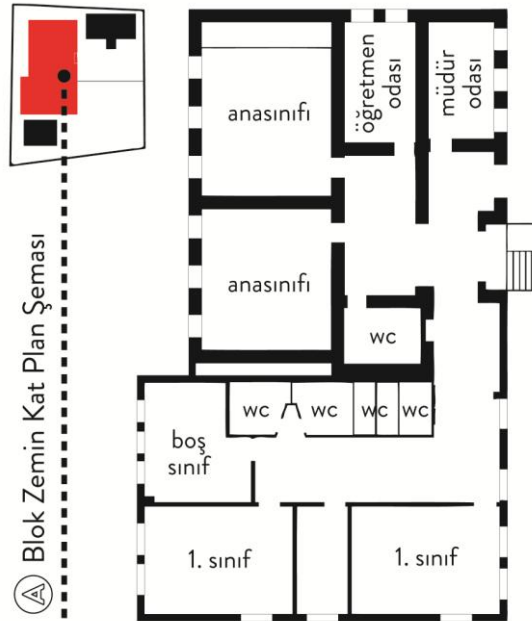 Ⓐ Blok Zemin Kat Plan Şeması
anasınıfı
öğretmen
odası
müdür
odası
anasınıfı
wc
wc
wc
wc
wc
boş
sınıf
1. sınıf
1. sınıf